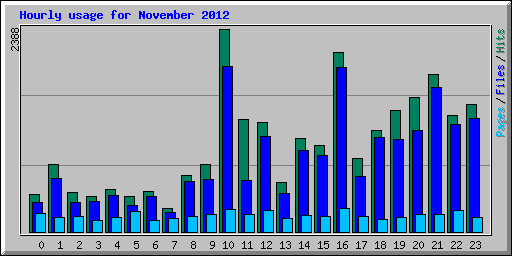 Hourly usage for November 2012
2388
Pages / Files / Hits
0 1 2 3 4 5 6 7 8 9 10 11 12 13 14 15 16 17 18 19 20 21 22 23